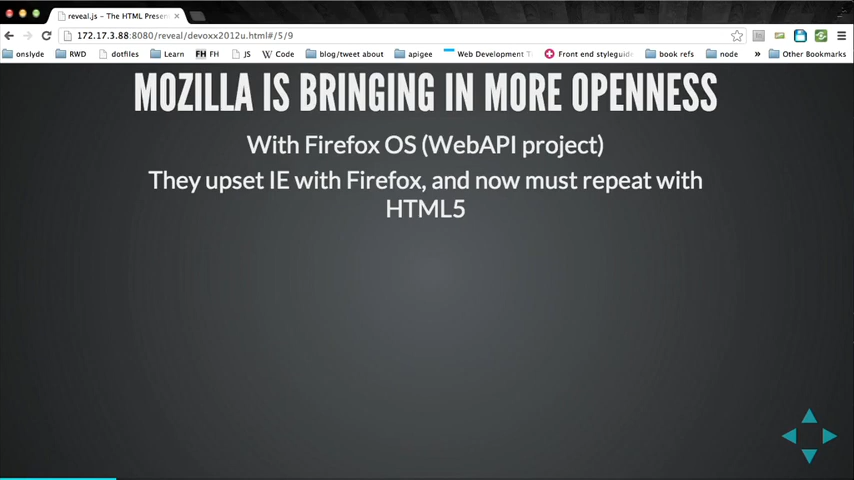 reveal.js - The HTML Presen
172.17.3.88:8080/reveal/devoxx2012u.html#/5/9
onslyde RWD dotfiles Learn FH FH JS Code blog/tweet about apigee Web Development T Front end styleguid book refs node » Other Bookmarks
MOZILLA IS BRINGING IN MORE OPENNESS
With Firefox OS (WebAPI project)
They upset IE with Firefox, and now must repeat with
HTML5